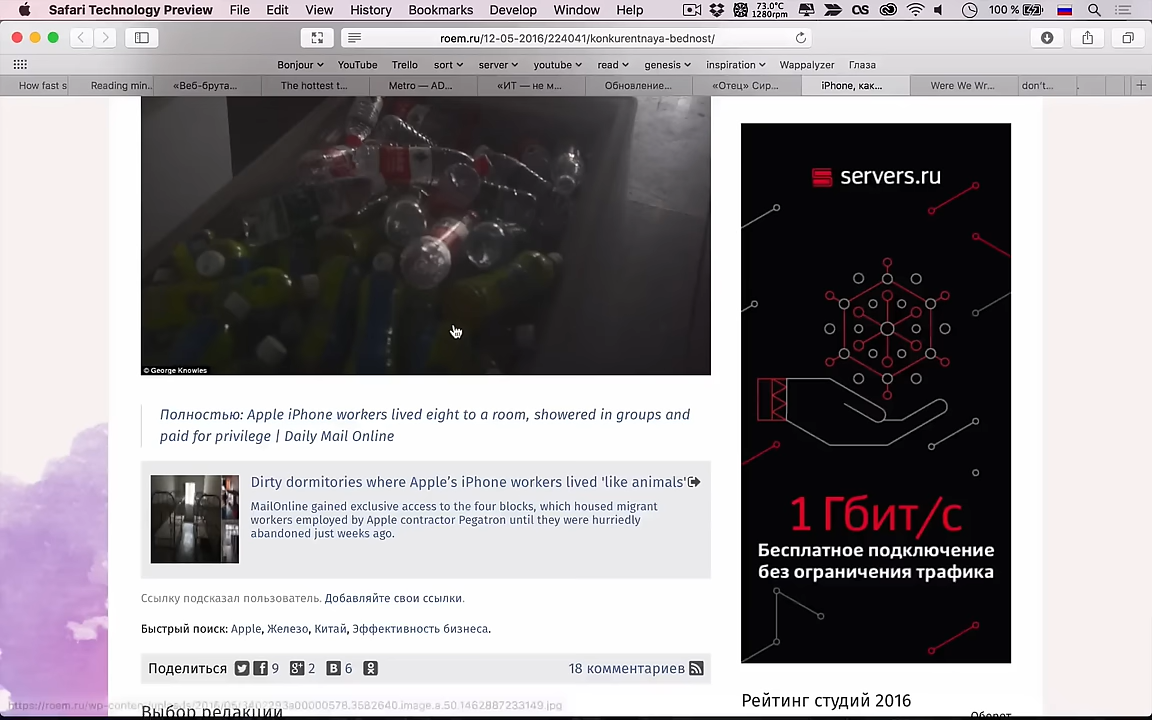 Safari Technology Preview File Edit View History Bookmarks Develop Window Help 73.0°C 1280rpm 100 %
roem.ru/12-05-2016/224041/konkurentnaya-bednost/
Bonjour YouTube Trello sort server youtube read genesis inspiration Wappalyzer Глаза
How fast s Reading min... «Веб-брута... The hottest t... Metro — AD... «ИТ — не м... Обновление... «Отец» Сир... iPhone, как... Were We Wr... don't...
© George Knowles
Полностью: Apple iPhone workers lived eight to a room, showered in groups and
paid for privilege | Daily Mail Online
Dirty dormitories where Apple's iPhone workers lived 'like animals'
MailOnline gained exclusive access to the four blocks, which housed migrant
workers employed by Apple contractor Pegatron until they were hurriedly
abandoned just weeks ago.
Ссылку подсказал пользователь. Добавляйте свои ссылки.
Быстрый поиск: Apple, Железо, Китай, Эффективность бизнеса.
Поделиться 9 2 6 18 комментариев
Выбор редакции
servers.ru
1 Гбит/с
Бесплатное подключение
без ограничения трафика
Рейтинг студий 2016
Оборот